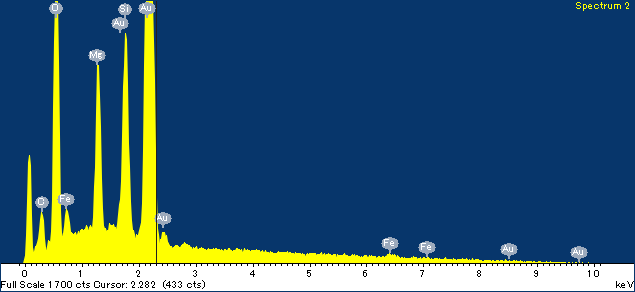 Spectrum 2
O Si Au
Au
Mg
O Fe
Au
Fe Fe Au Au
0 1 2 3 4 5 6 7 8 9 10
Full Scale 1700 cts Cursor: 2.282 (433 cts) keV